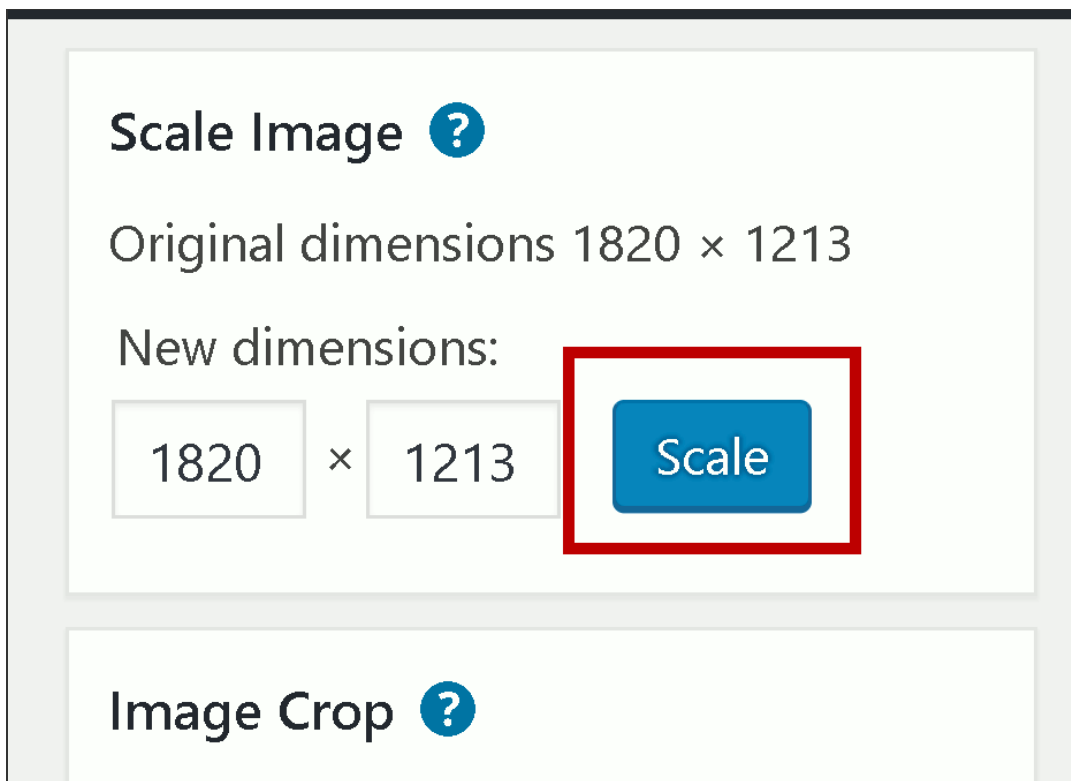 Scale Image ?
Original dimensions 1820 × 1213
New dimensions:
1820 × 1213 Scale
Image Crop ?